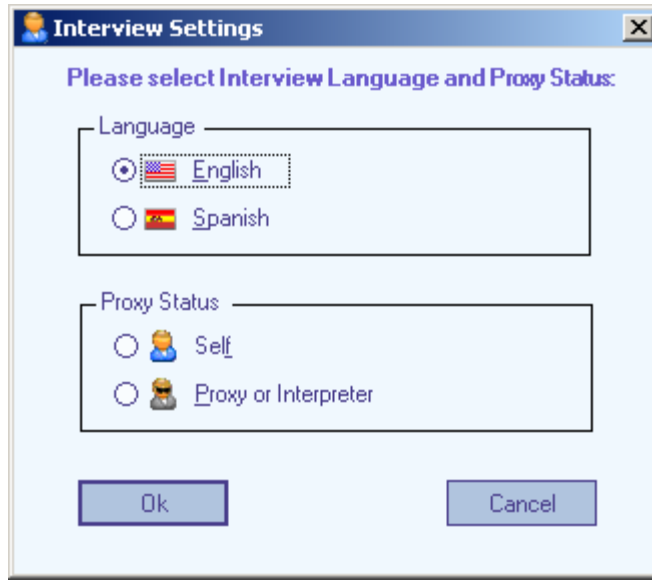 Interview Settings
Please select Interview Language and Proxy Status:
Language
English
Spanish
Proxy Status
Self
Proxy or Interpreter
Ok Cancel